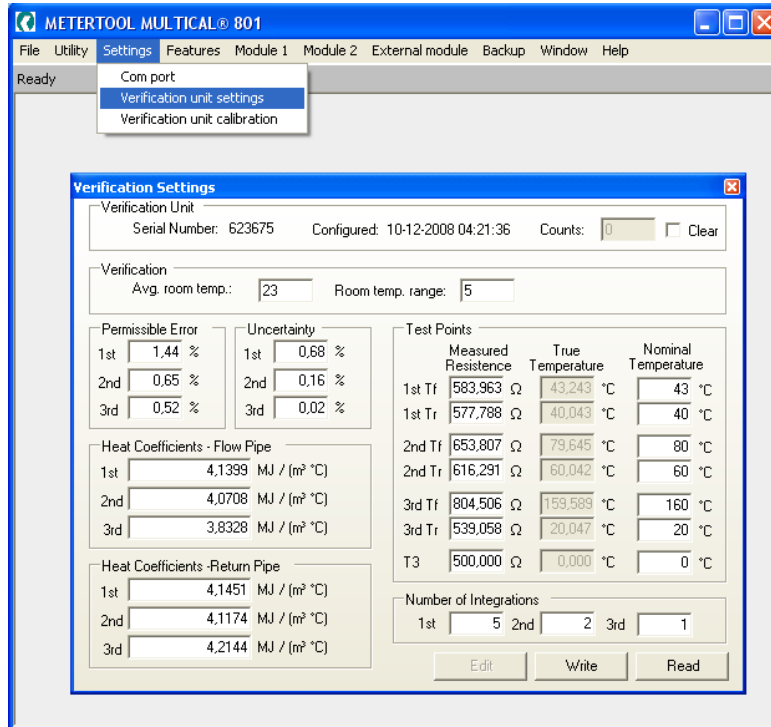 METERTOOL MULTICAL® 801
File Utility Settings Features Module 1 Module 2 External module Backup Window Help
Ready
Com port
Verification unit settings
Verification unit calibration
Verification Settings
Verification Unit
Serial Number: 623675 Configured: 10-12-2008 04:21:36 Counts: 0 Clear
Verification
Avg. room temp.: 23 Room temp. range: 5
Permissible Error
1st 1,44 %
2nd 0,65 %
3rd 0,52 %
Uncertainty
1st 0,68 %
2nd 0,16 %
3rd 0,02 %
Heat Coefficients - Flow Pipe
1st 4,1399 MJ / (m³ °C)
2nd 4,0708 MJ / (m³ °C)
3rd 3,8328 MJ / (m³ °C)
Heat Coefficients -Return Pipe
1st 4,1451 MJ / (m³ °C)
2nd 4,1174 MJ / (m³ °C)
3rd 4,2144 MJ / (m³ °C)
Test Points
Measured True Nominal
Resistence Temperature Temperature
1st Tf 583,963 Ω 43,243 °C 43 °C
1st Tr 577,788 Ω 40,043 °C 40 °C
2nd Tf 653,807 Ω 79,645 °C 80 °C
2nd Tr 616,291 Ω 60,042 °C 60 °C
3rd Tf 804,506 Ω 159,589 °C 160 °C
3rd Tr 539,058 Ω 20,047 °C 20 °C
T3 500,000 Ω 0,000 °C 0 °C
Number of Integrations
1st 5 2nd 2 3rd 1
Edit Write Read